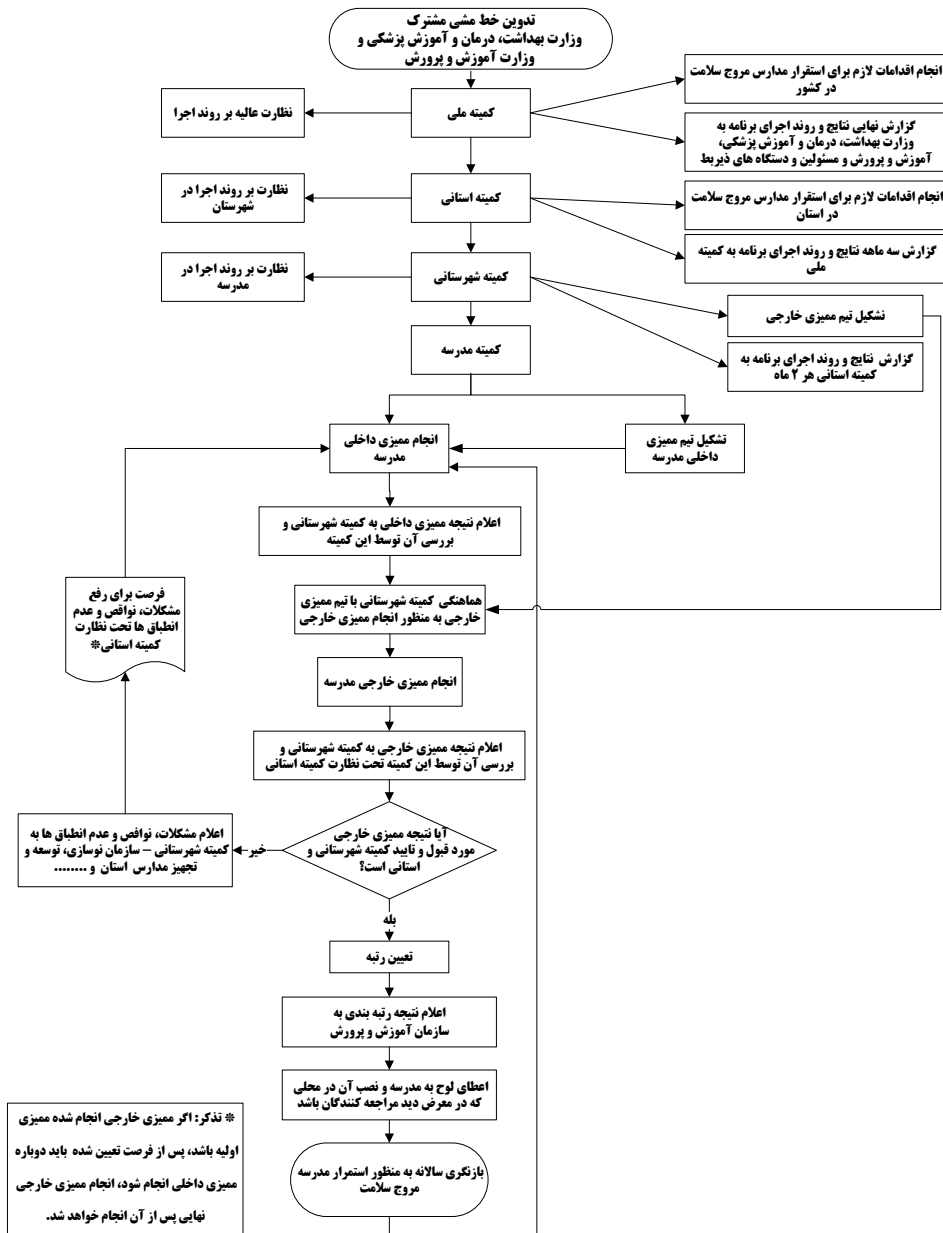 تدوین خط مشی مشترک
وزارت بهداشت، درمان و آموزش پزشکی و
وزارت آموزش و پرورش
انجام اقدامات لازم برای استقرار مدارس مروج سلامت
در کشور
کمیته ملی
نظارت عالیه بر روند اجرا
گزارش نهایی نتایج و روند اجرای برنامه به
وزارت بهداشت، درمان و آموزش پزشکی،
آموزش و پرورش و مسئولین و دستگاه های ذیربط
انجام اقدامات لازم برای استقرار مدارس مروج سلامت
در استان
کمیته استانی
نظارت بر روند اجرا در
شهرستان
گزارش سه ماهه نتایج و روند اجرای برنامه به کمیته
ملی
کمیته شهرستانی
نظارت بر روند اجرا در
مدرسه
تشکیل تیم ممیزی خارجی
کمیته مدرسه
گزارش نتایج و روند اجرای برنامه به
کمیته استانی هر ۲ ماه
تشکیل تیم ممیزی
داخلی مدرسه
انجام ممیزی داخلی
مدرسه
اعلام نتیجه ممیزی داخلی به کمیته شهرستانی و
بررسی آن توسط این کمیته
هماهنگی کمیته شهرستانی با تیم ممیزی
خارجی به منظور انجام ممیزی خارجی
فرصت برای رفع
مشکلات، نواقص و عدم
انطباق ها تحت نظارت
کمیته استانی*
انجام ممیزی خارجی مدرسه
اعلام نتیجه ممیزی خارجی به کمیته شهرستانی و
بررسی آن توسط این کمیته تحت نظارت کمیته استانی
آیا نتیجه ممیزی خارجی
مورد قبول و تایید کمیته شهرستانی و
استانی است؟
خیر
اعلام مشکلات، نواقص و عدم انطباق ها به
کمیته شهرستانی – سازمان نوسازی، توسعه و
تجهیز مدارس استان و ........
بله
تعیین رتبه
اعلام نتیجه رتبه بندی به
سازمان آموزش و پرورش
اعطای لوح به مدرسه و نصب آن در محلی
که در معرض دید مراجعه کنندگان باشد
بازنگری سالانه به منظور استمرار مدرسه
مروج سلامت
* تذکر: اگر ممیزی خارجی انجام شده ممیزی
اولیه باشد، پس از فرصت تعیین شده باید دوباره
ممیزی داخلی انجام شود، انجام ممیزی خارجی
نهایی پس از آن انجام خواهد شد.